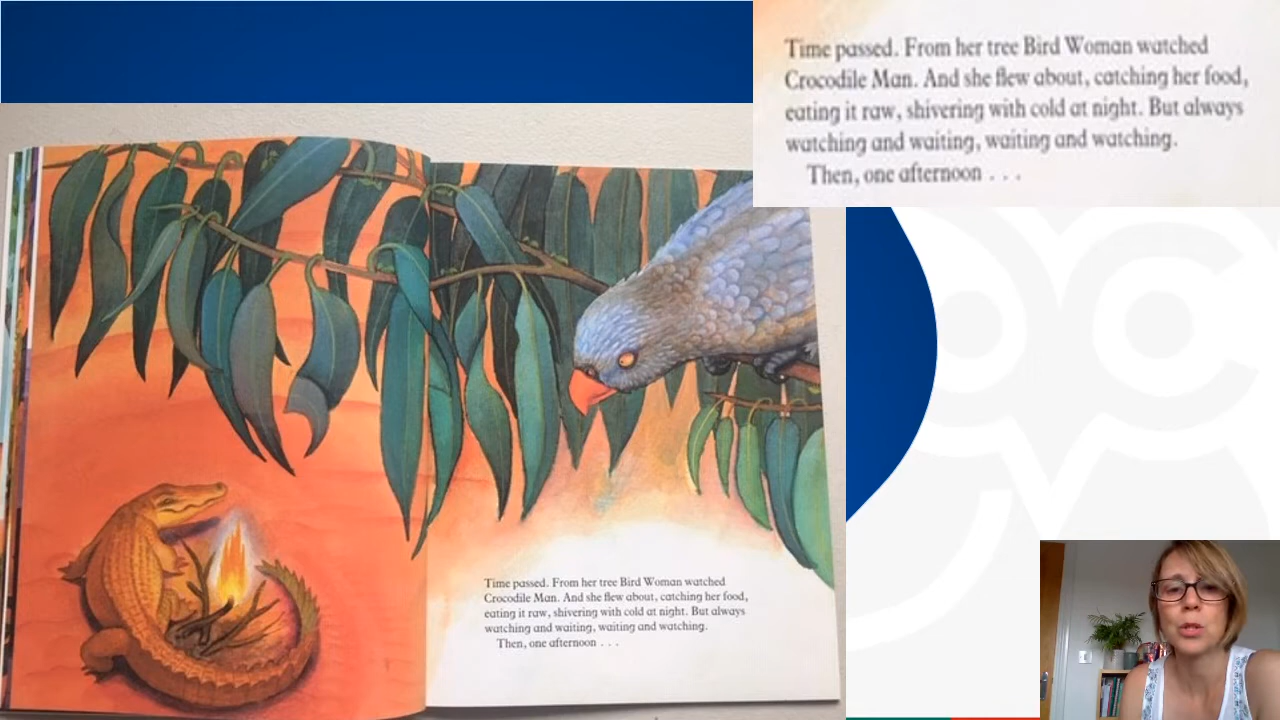 Time passed. From her tree Bird Woman watched
Crocodile Man. And she flew about, catching her food,
eating it raw, shivering with cold at night. But always
watching and waiting, waiting and watching.
Then, one afternoon . . .
Time passed. From her tree Bird Woman watched
Crocodile Man. And she flew about, catching her food,
eating it raw, shivering with cold at night. But always
watching and waiting, waiting and watching.
Then, one afternoon . . .